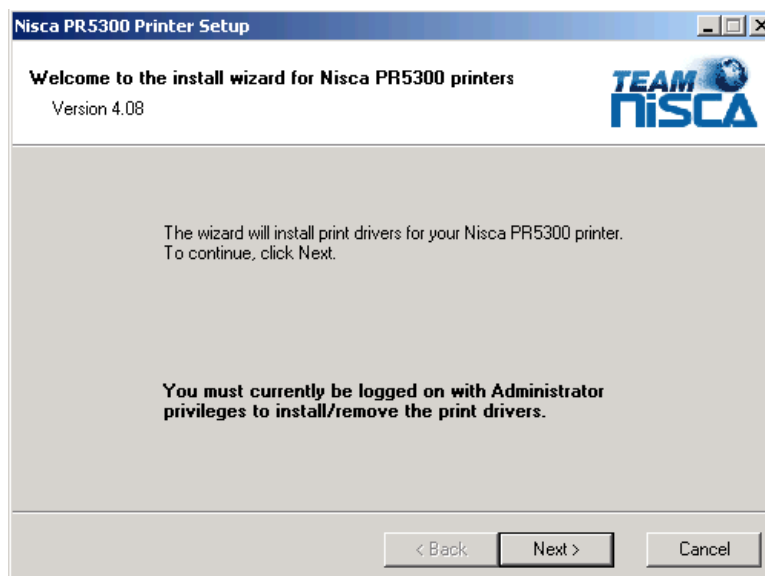 Nisca PR5300 Printer Setup
Welcome to the install wizard for Nisca PR5300 printers
Version 4.08
TEAM
NiSCA
The wizard will install print drivers for your Nisca PR5300 printer.
To continue, click Next.
You must currently be logged on with Administrator
privileges to install/remove the print drivers.
< Back
Next >
Cancel